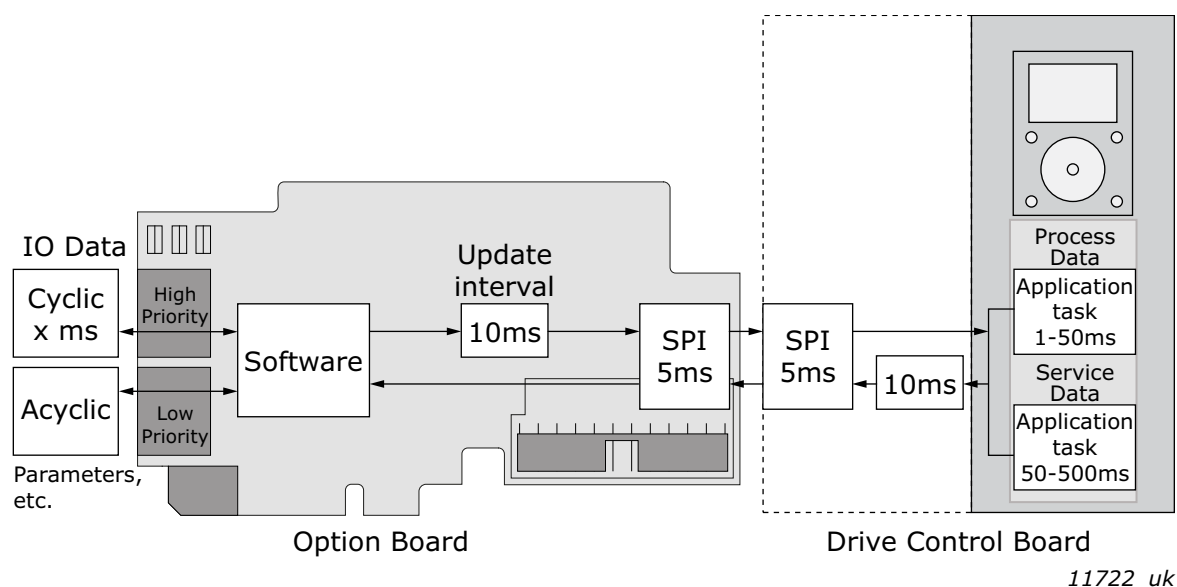 IO Data
Cyclic
x ms
High
Priority
Acyclic
Low
Priority
Parameters,
etc.
Software
Update
interval
10ms
SPI
5ms
SPI
5ms
10ms
Process
Data
Application
task
1-50ms
Service
Data
Application
task
50-500ms
Option Board
Drive Control Board
11722_uk